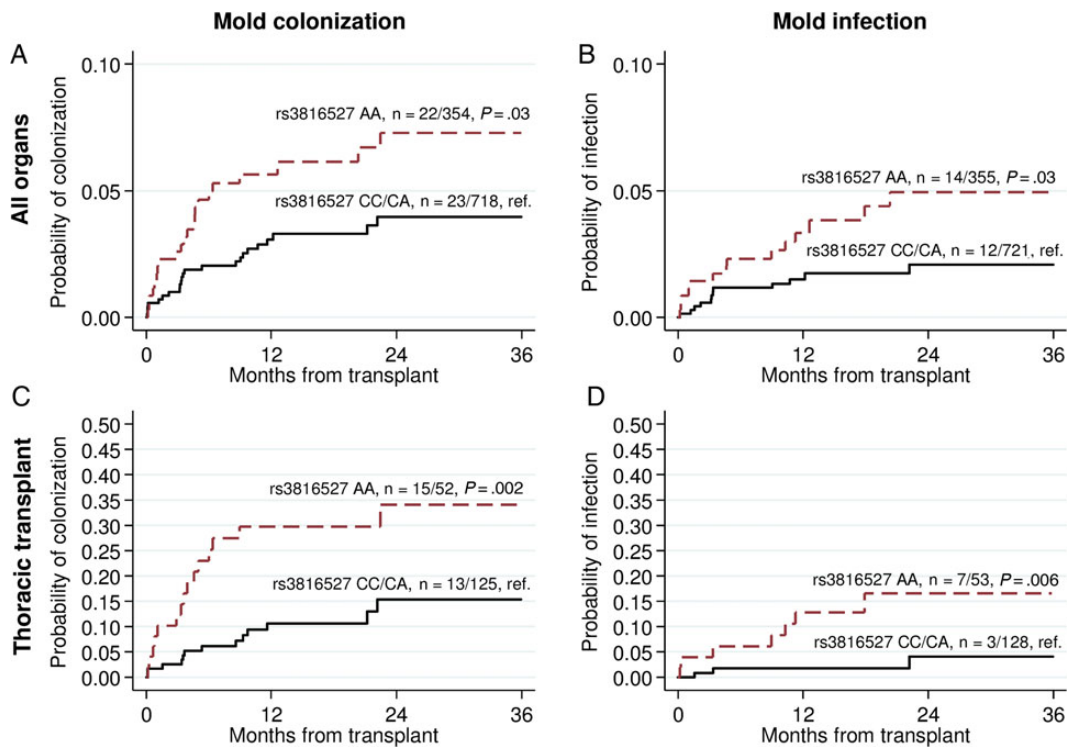 Mold colonization
Mold infection
All organs
Thoracic transplant
A
Probability of colonization
0.10
0.05
0.00
rs3816527 AA, n = 22/354, P = .03
rs3816527 CC/CA, n = 23/718, ref.
0 12 24 36
Months from transplant
B
Probability of infection
0.10
0.05
0.00
rs3816527 AA, n = 14/355, P = .03
rs3816527 CC/CA, n = 12/721, ref.
0 12 24 36
Months from transplant
C
Probability of colonization
0.50
0.45
0.40
0.35
0.30
0.25
0.20
0.15
0.10
0.05
0.00
rs3816527 AA, n = 15/52, P = .002
rs3816527 CC/CA, n = 13/125, ref.
0 12 24 36
Months from transplant
D
Probability of infection
0.50
0.45
0.40
0.35
0.30
0.25
0.20
0.15
0.10
0.05
0.00
rs3816527 AA, n = 7/53, P = .006
rs3816527 CC/CA, n = 3/128, ref.
0 12 24 36
Months from transplant